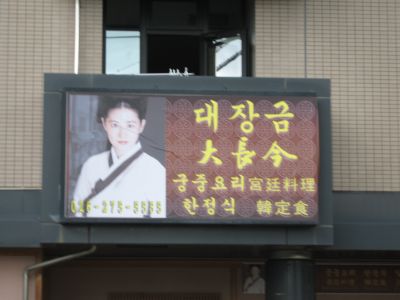 대장금
大長今
궁중요리 宮廷料理
한정식 韓定食